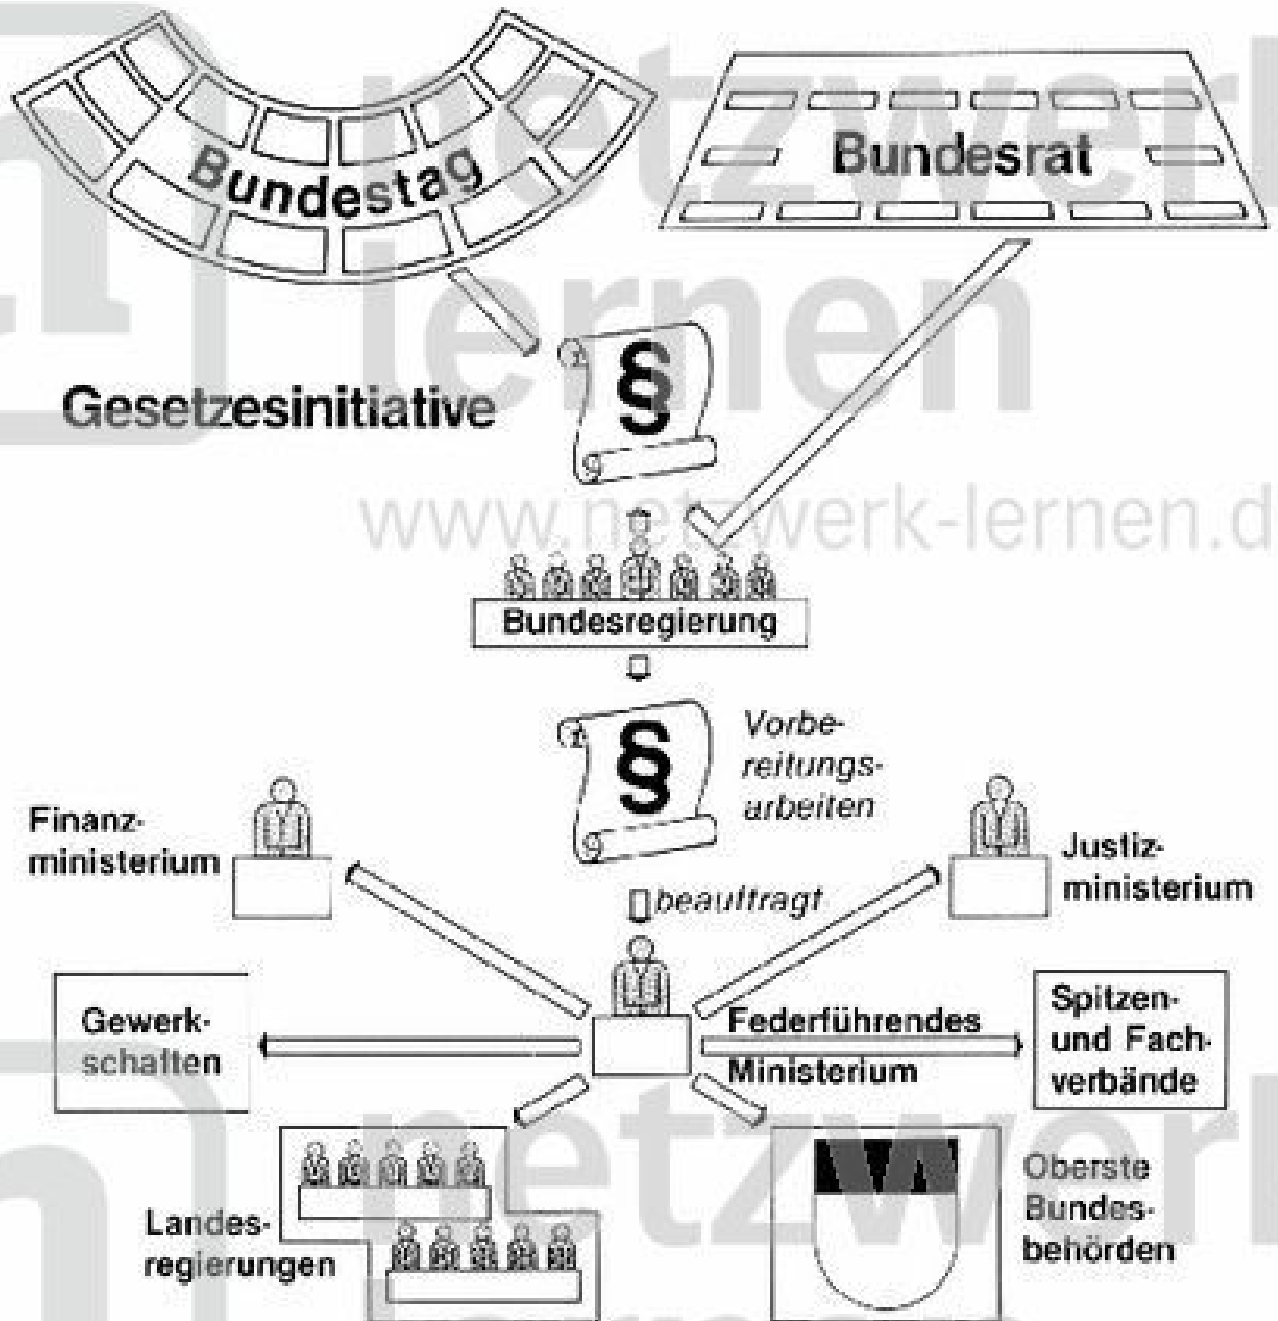 Bundestag
Bundesrat
netzwerk
lernen
§
Gesetzesinitiative
www.netzwerk-lernen.d
Bundesregierung
§
Vorbe-
reitungs-
arbeiten
Finanz-
ministerium
Justiz-
ministerium
beauftragt
Gewerk-
schaften
Federführendes
Ministerium
Spitzen-
und Fach-
verbände
netzwerk
Landes-
regierungen
Oberste
Bundes-
behörden